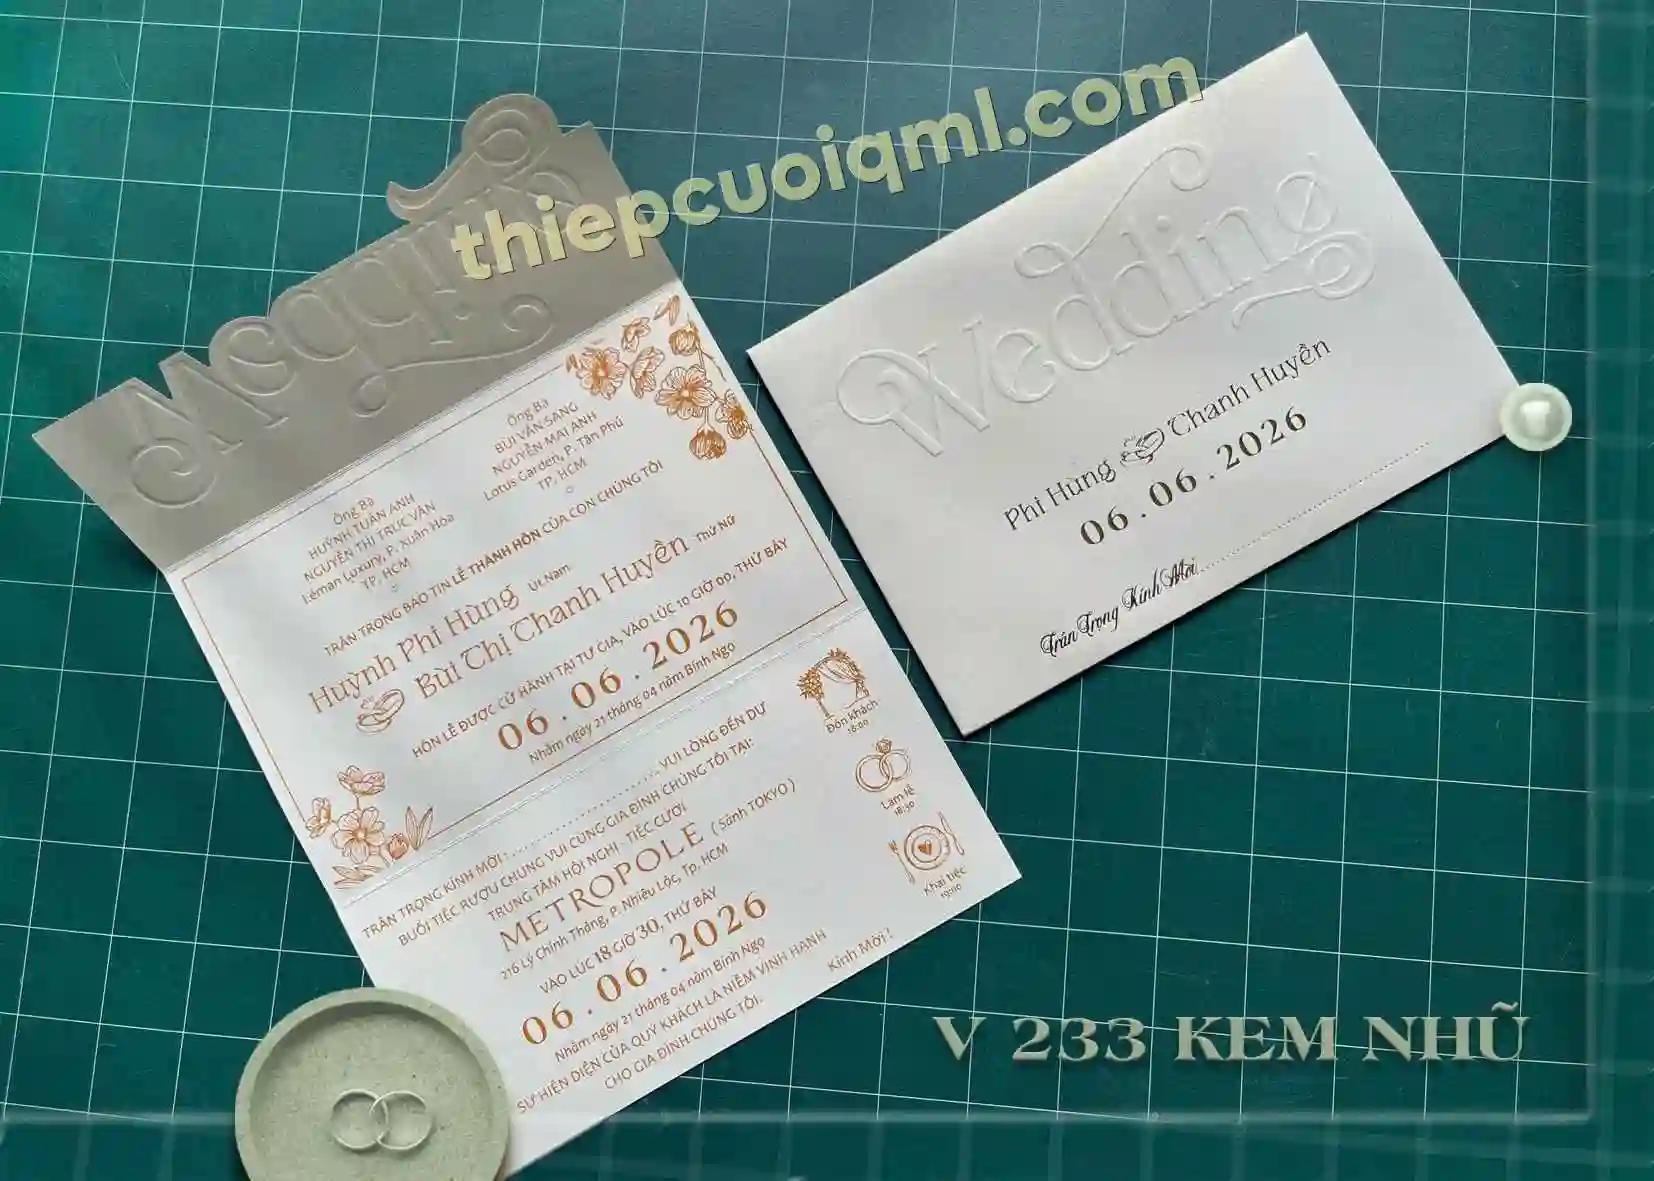 thiepcuoiqml.com
Wedding
Ông Bà
HUỲNH TUẤN ANH
NGUYỄN THỊ TRÚC VÂN
Léman Luxury, P. Xuân Hòa
TP, HCM
Ông Bà
BÙI VĂN SANG
NGUYỄN MAI ANH
Lotus Garden, P. Tân Phú
TP, HCM
TRÂN TRỌNG BÁO TIN LỄ THÀNH HÔN CỦA CON CHÚNG TÔI
Huỳnh Phi Hùng Út Nam
Bùi Thị Thanh Huyền Thứ Nữ
HÔN LỄ ĐƯỢC CỬ HÀNH TẠI TƯ GIA, VÀO LÚC 10 GIỜ 00, THỨ BẢY
06 . 06 . 2026
Nhằm ngày 21 tháng 04 năm Bính Ngọ
TRÂN TRỌNG KÍNH MỜI : .............................. VUI LÒNG ĐẾN DỰ
BUỔI TIỆC RƯỢU CHUNG VUI CÙNG GIA ĐÌNH CHÚNG TÔI TẠI:
TRUNG TÂM HỘI NGHỊ - TIỆC CƯỚI
METROPOLE ( Sảnh TOKYO )
216 Lý Chính Thắng, P. Nhiêu Lộc, Tp. HCM
VÀO LÚC 18 GIỜ 30, THỨ BẢY
06 . 06 . 2026
Nhằm ngày 21 tháng 04 năm Bính Ngọ
SỰ HIỆN DIỆN CỦA QUÝ KHÁCH LÀ NIỀM VINH HẠNH
CHO GIA ĐÌNH CHÚNG TÔI.
Kính Mời !
Đón khách
18:00
Làm lễ
18:30
Khai tiệc
19:00
Wedding
Phi Hùng Thanh Huyền
06 . 06 . 2026
Trân Trọng Kính Mời..............................
V 233 KEM NHŨ